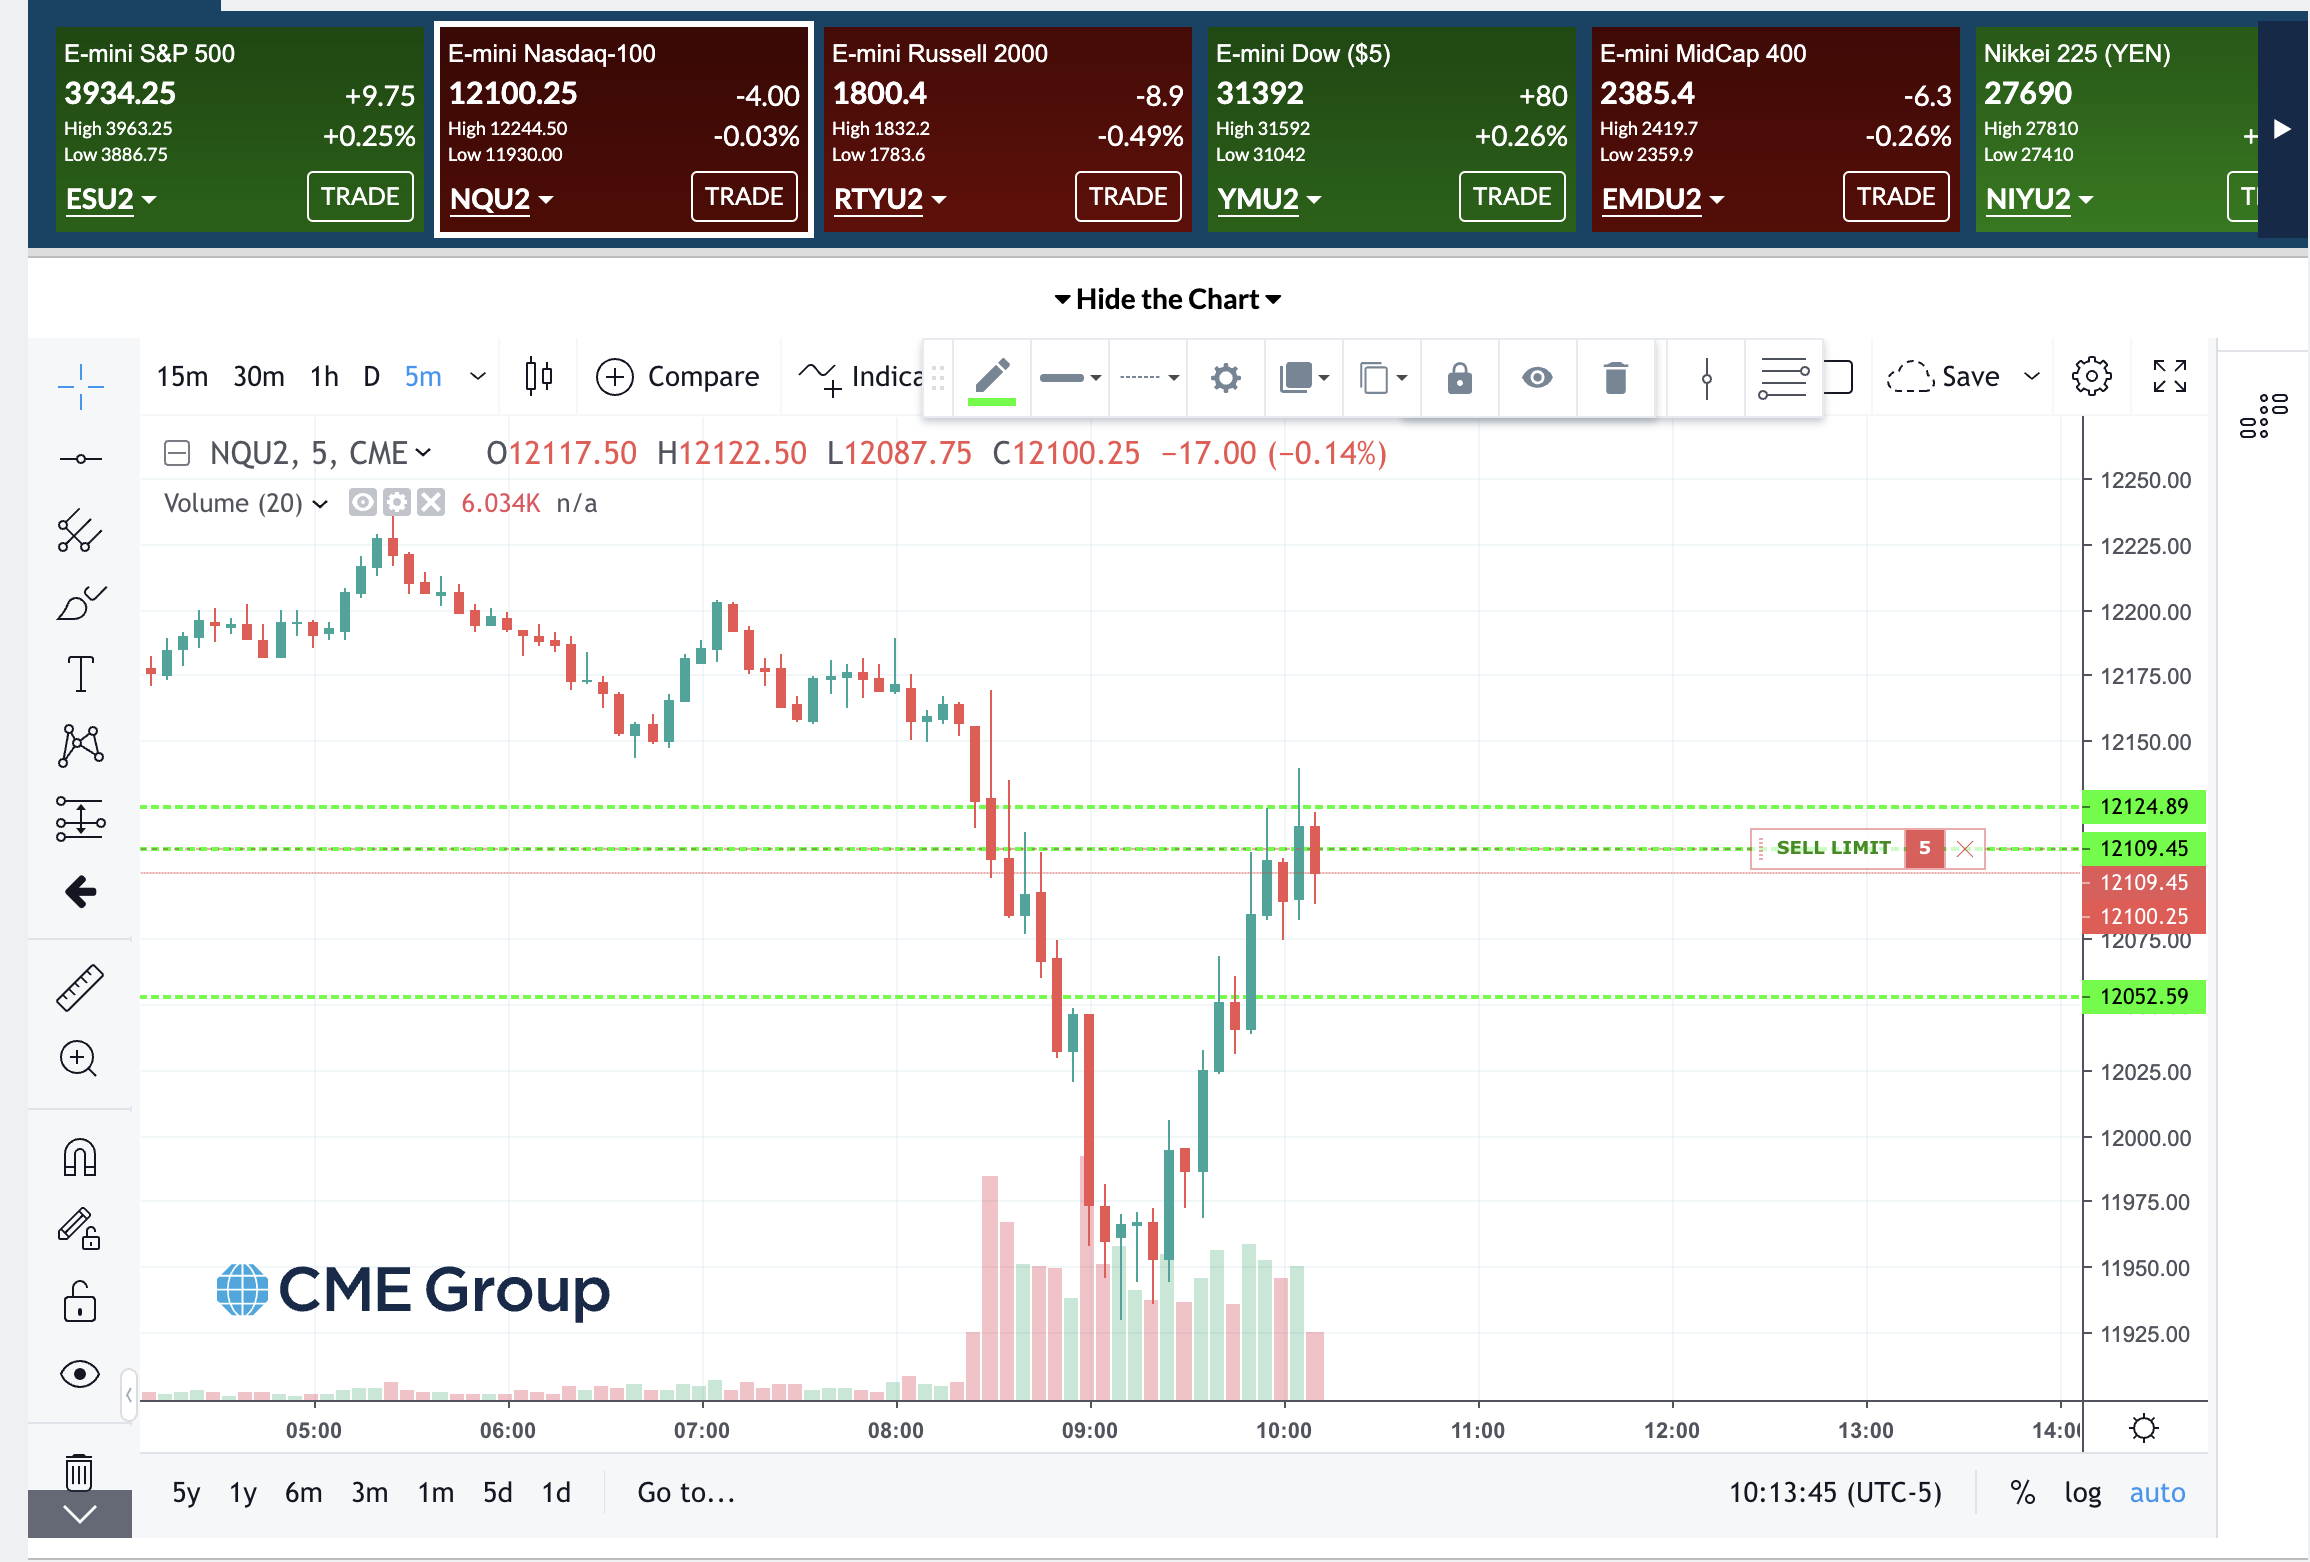 E-mini S&P 500
3934.25 +9.75
High 3963.25 +0.25%
Low 3886.75
ESU2 TRADE
E-mini Nasdaq-100
12100.25 -4.00
High 12244.50 -0.03%
Low 11930.00
NQU2 TRADE
E-mini Russell 2000
1800.4 -8.9
High 1832.2 -0.49%
Low 1783.6
RTYU2 TRADE
E-mini Dow ($5)
31392 +80
High 31592 +0.26%
Low 31042
YMU2 TRADE
E-mini MidCap 400
2385.4 -6.3
High 2419.7 -0.26%
Low 2359.9
EMDU2 TRADE
Nikkei 225 (YEN)
27690
High 27810 +
Low 27410
NIYU2
Hide the Chart
15m 30m 1h D 5m Compare Indica Save
NQU2, 5, CME O12117.50 H12122.50 L12087.75 C12100.25 −17.00 (−0.14%)
Volume (20) 6.034K n/a
12250.00
12225.00
12200.00
12175.00
12150.00
12124.89
SELL LIMIT 5 12109.45
12109.45
12100.25
12075.00
12052.59
12025.00
12000.00
11975.00
11950.00
11925.00
CME Group
05:00 06:00 07:00 08:00 09:00 10:00 11:00 12:00 13:00 14:0
5y 1y 6m 3m 1m 5d 1d Go to... 10:13:45 (UTC-5) % log auto